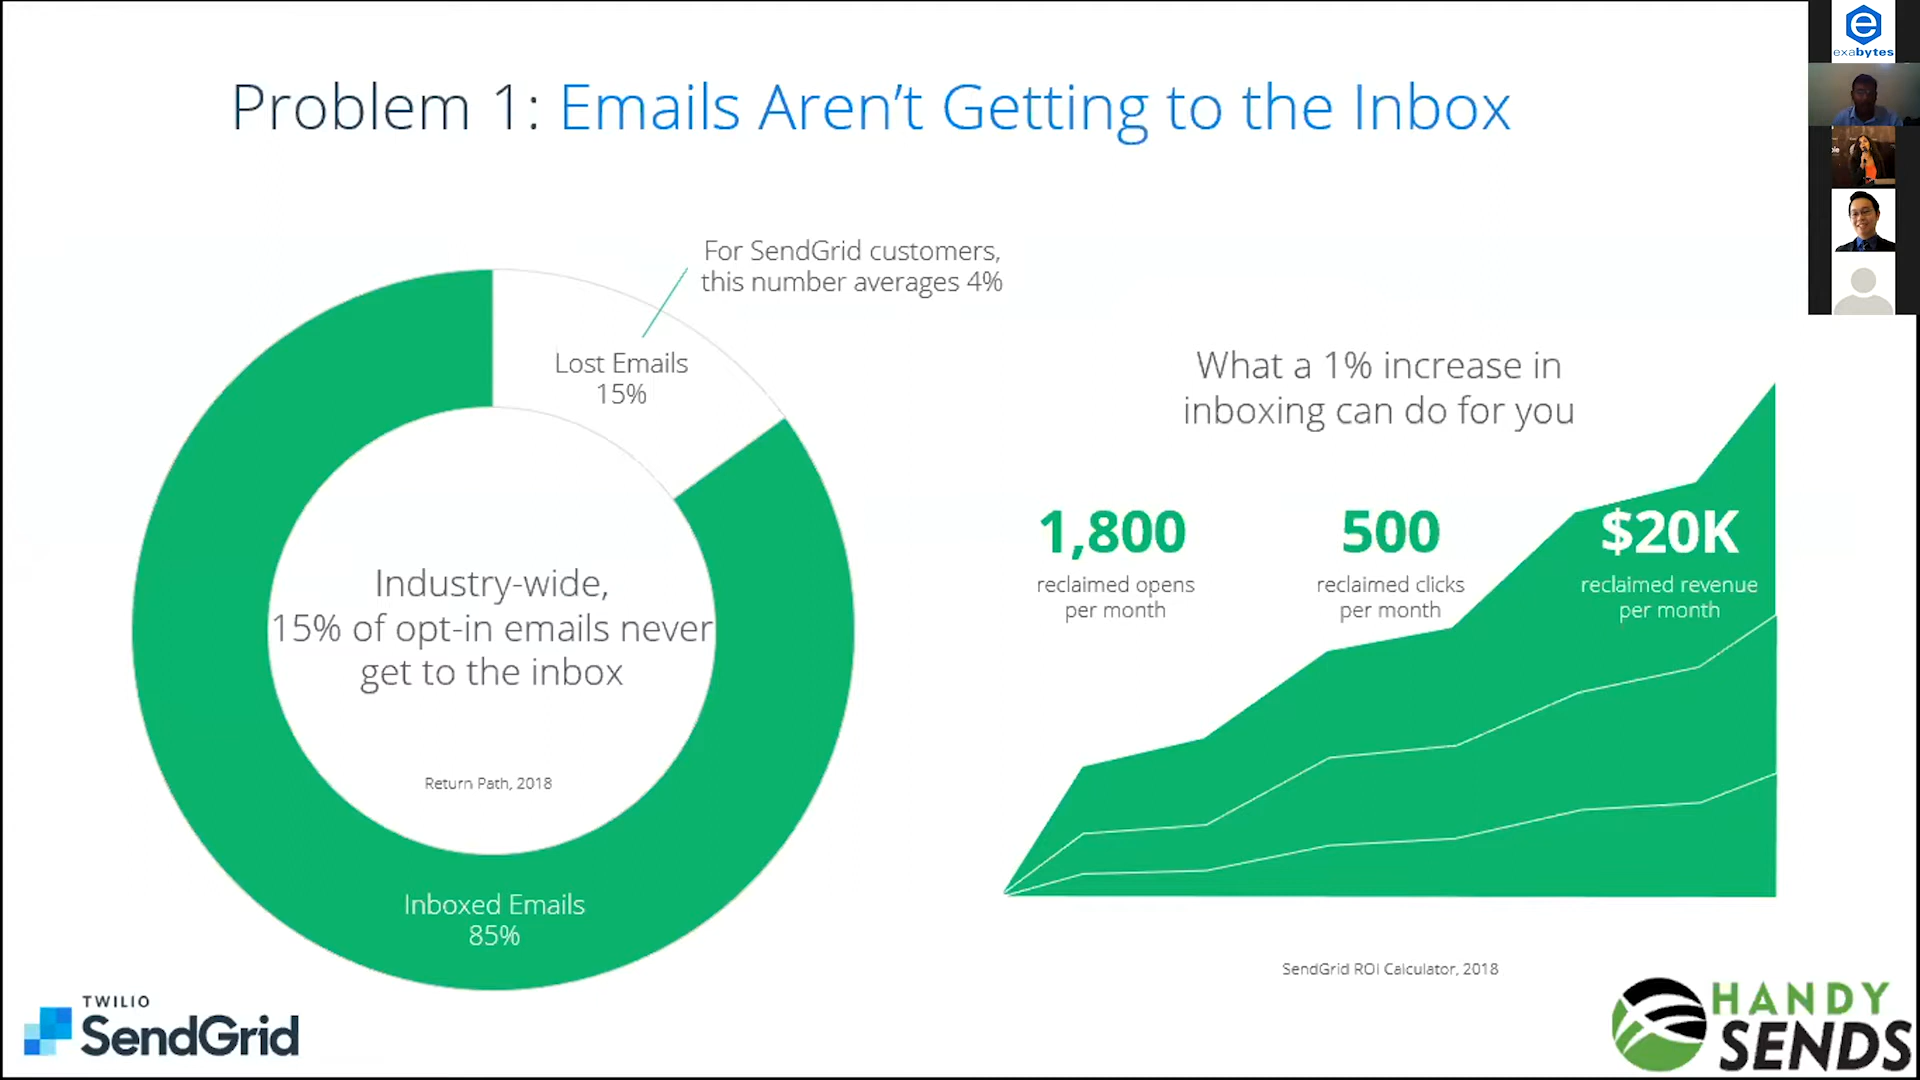 Problem 1: Emails Aren't Getting to the Inbox
For SendGrid customers,
this number averages 4%
Lost Emails
15%
Industry-wide,
15% of opt-in emails never
get to the inbox
Return Path, 2018
Inboxed Emails
85%
What a 1% increase in
inboxing can do for you
1,800
reclaimed opens
per month
500
reclaimed clicks
per month
$20K
reclaimed revenue
per month
SendGrid ROI Calculator, 2018
TWILIO
SendGrid
HANDY
SENDS
e
exabytes